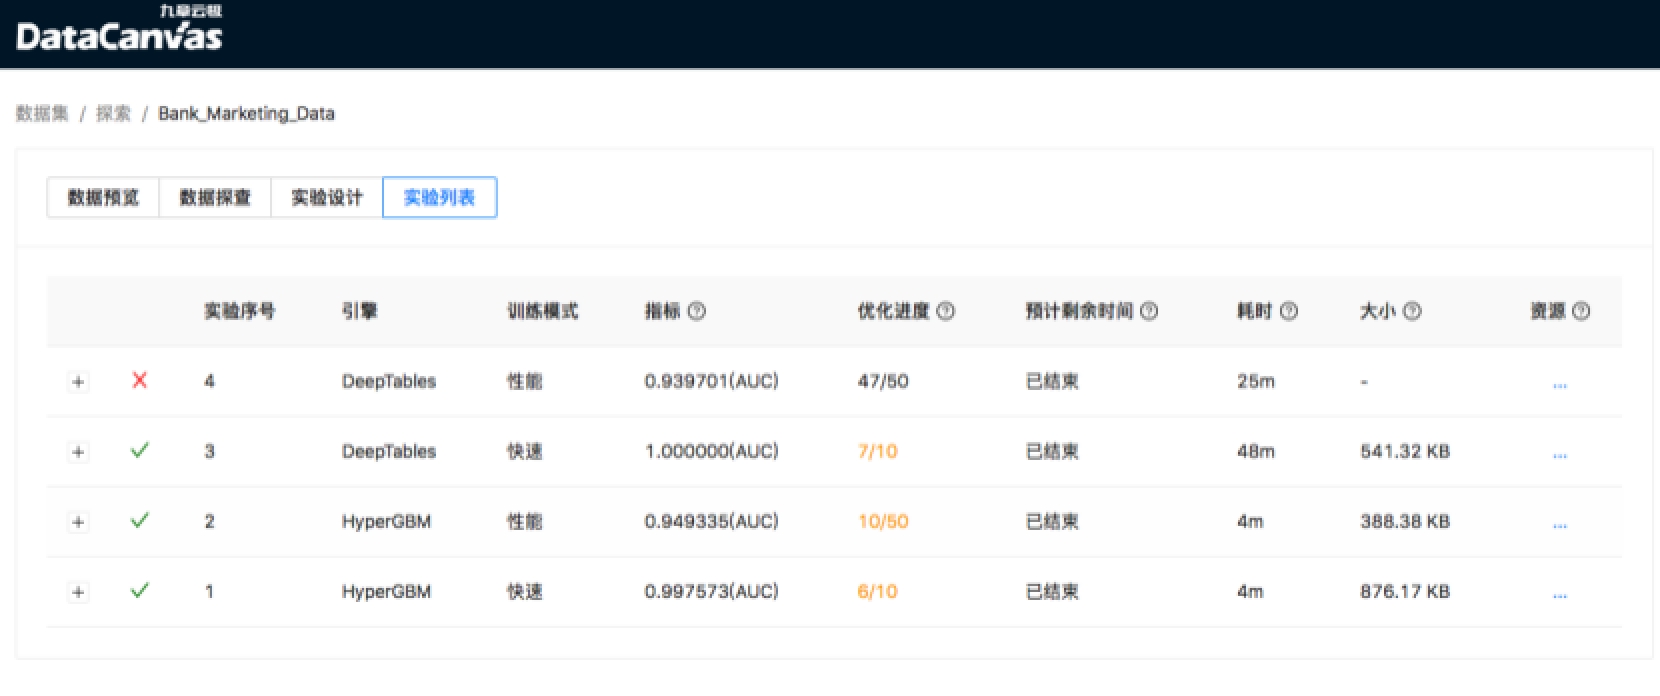 九章云极
DataCanvas
数据集 / 探索 / Bank_Marketing_Data
数据预览 数据探查 实验设计 实验列表
实验序号 引擎 训练模式 指标 ? 优化进度 ? 预计剩余时间 ? 耗时 ? 大小 ? 资源 ?
+ 4 DeepTables 性能 0.939701(AUC) 47/50 已结束 25m - ...
+ 3 DeepTables 快速 1.000000(AUC) 7/10 已结束 48m 541.32 KB ...
+ 2 HyperGBM 性能 0.949335(AUC) 10/50 已结束 4m 388.38 KB ...
+ 1 HyperGBM 快速 0.997573(AUC) 6/10 已结束 4m 876.17 KB ...